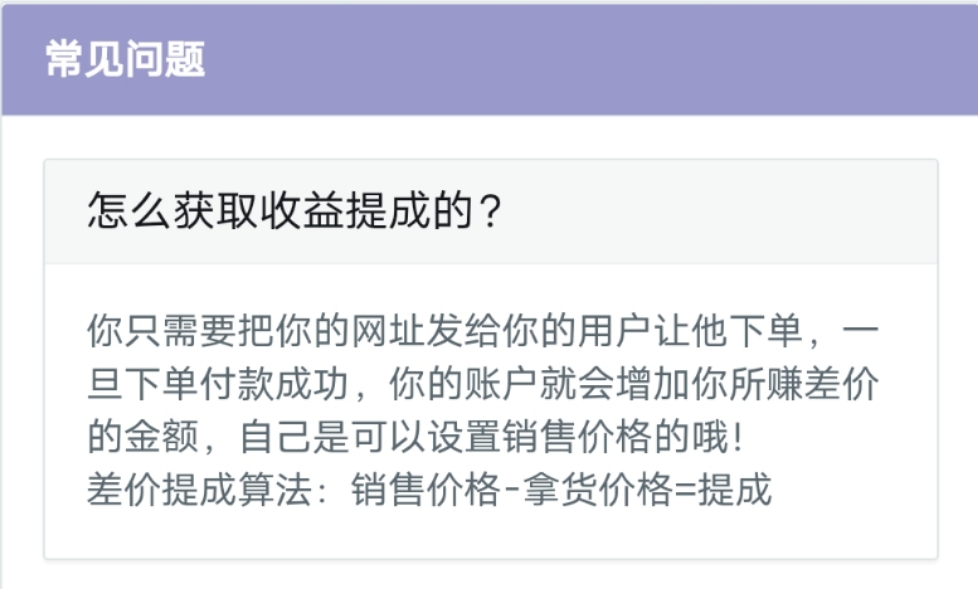 常见问题
怎么获取收益提成的?
你只需要把你的网址发给你的用户让他下单，一
旦下单付款成功，你的账户就会增加你所赚差价
的金额，自己是可以设置销售价格的哦!
差价提成算法：销售价格-拿货价格=提成